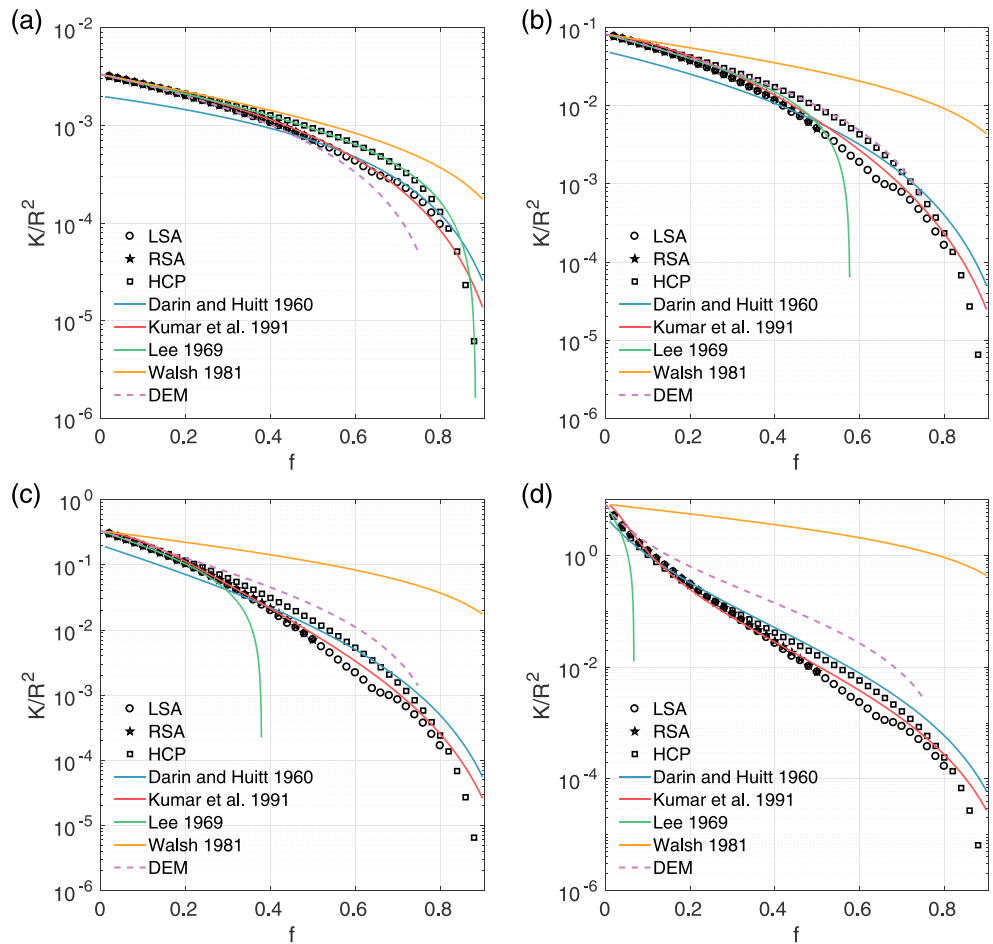 (a)
10^-2
10^-3
10^-4
10^-5
10^-6
K/R^2
LSA
RSA
HCP
Darin and Huitt 1960
Kumar et al. 1991
Lee 1969
Walsh 1981
DEM
0 0.2 0.4 0.6 0.8
f
(b)
10^-1
10^-2
10^-3
10^-4
10^-5
10^-6
K/R^2
LSA
RSA
HCP
Darin and Huitt 1960
Kumar et al. 1991
Lee 1969
Walsh 1981
DEM
0 0.2 0.4 0.6 0.8
f
(c)
10^0
10^-1
10^-2
10^-3
10^-4
10^-5
10^-6
K/R^2
LSA
RSA
HCP
Darin and Huitt 1960
Kumar et al. 1991
Lee 1969
Walsh 1981
DEM
0 0.2 0.4 0.6 0.8
f
(d)
10^0
10^-2
10^-4
10^-6
K/R^2
LSA
RSA
HCP
Darin and Huitt 1960
Kumar et al. 1991
Lee 1969
Walsh 1981
DEM
0 0.2 0.4 0.6 0.8
f